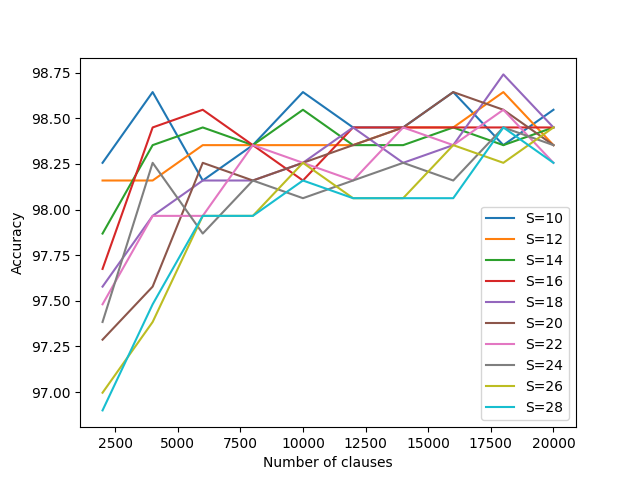 98.75
98.50
98.25
98.00
97.75
97.50
97.25
97.00
Accuracy
2500 5000 7500 10000 12500 15000 17500 20000
Number of clauses
S=10
S=12
S=14
S=16
S=18
S=20
S=22
S=24
S=26
S=28